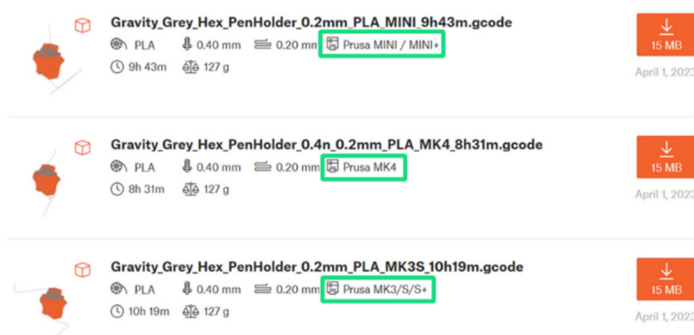 Gravity_Grey_Hex_PenHolder_0.2mm_PLA_MINI_9h43m.gcode
PLA 0.40 mm 0.20 mm Prusa MINI / MINI+
15 MB
9h 43m 127 g
April 1, 2023
Gravity_Grey_Hex_PenHolder_0.4n_0.2mm_PLA_MK4_8h31m.gcode
PLA 0.40 mm 0.20 mm Prusa MK4
15 MB
8h 31m 127 g
April 1, 2023
Gravity_Grey_Hex_PenHolder_0.2mm_PLA_MK3S_10h19m.gcode
PLA 0.40 mm 0.20 mm Prusa MK3/S/S+
15 MB
10h 19m 127 g
April 1, 2023